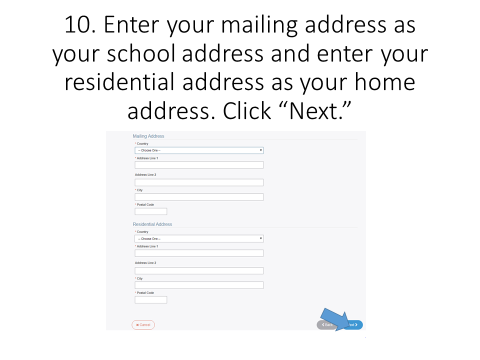 10. Enter your mailing address as
your school address and enter your
residential address as your home
address. Click “Next.”
Mailing Address
* Country
-- Choose One--
* Address Line 1
Address Line 2
* City
* Postal Code
Residential Address
* Country
-- Choose One--
* Address Line 1
Address Line 2
* City
* Postal Code
Cancel